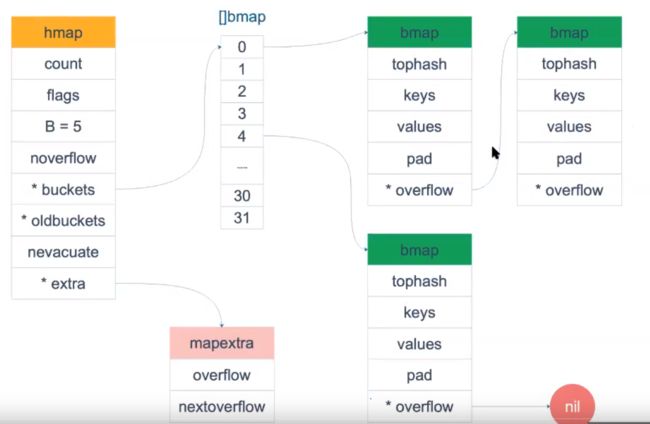 hmap
count
flags
B = 5
noverflow
* buckets
* oldbuckets
nevacuate
* extra
[]bmap
0
1
2
3
4
...
30
31
bmap
tophash
keys
values
pad
* overflow
bmap
tophash
keys
values
pad
* overflow
bmap
tophash
keys
values
pad
* overflow
nil
mapextra
overflow
nextoverflow